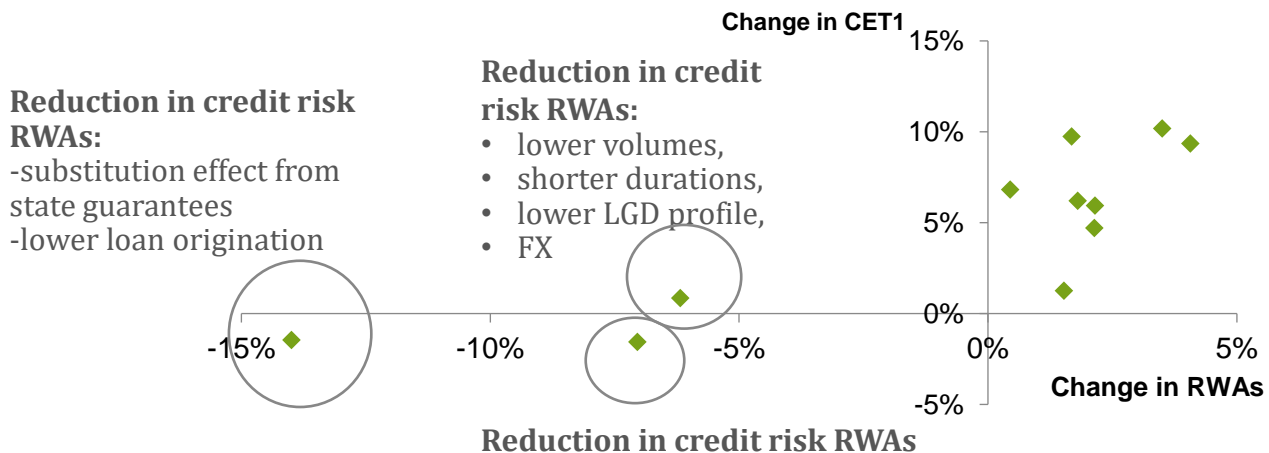 Change in CET1
15%
Reduction in credit risk
RWAs:
-substitution effect from
state guarantees
-lower loan origination
Reduction in credit
risk RWAs:
• lower volumes,
• shorter durations,
• lower LGD profile,
• FX
10%
5%
0%
-15%
-10%
-5%
0%
5%
Change in RWAs
-5%
Reduction in credit risk RWAs